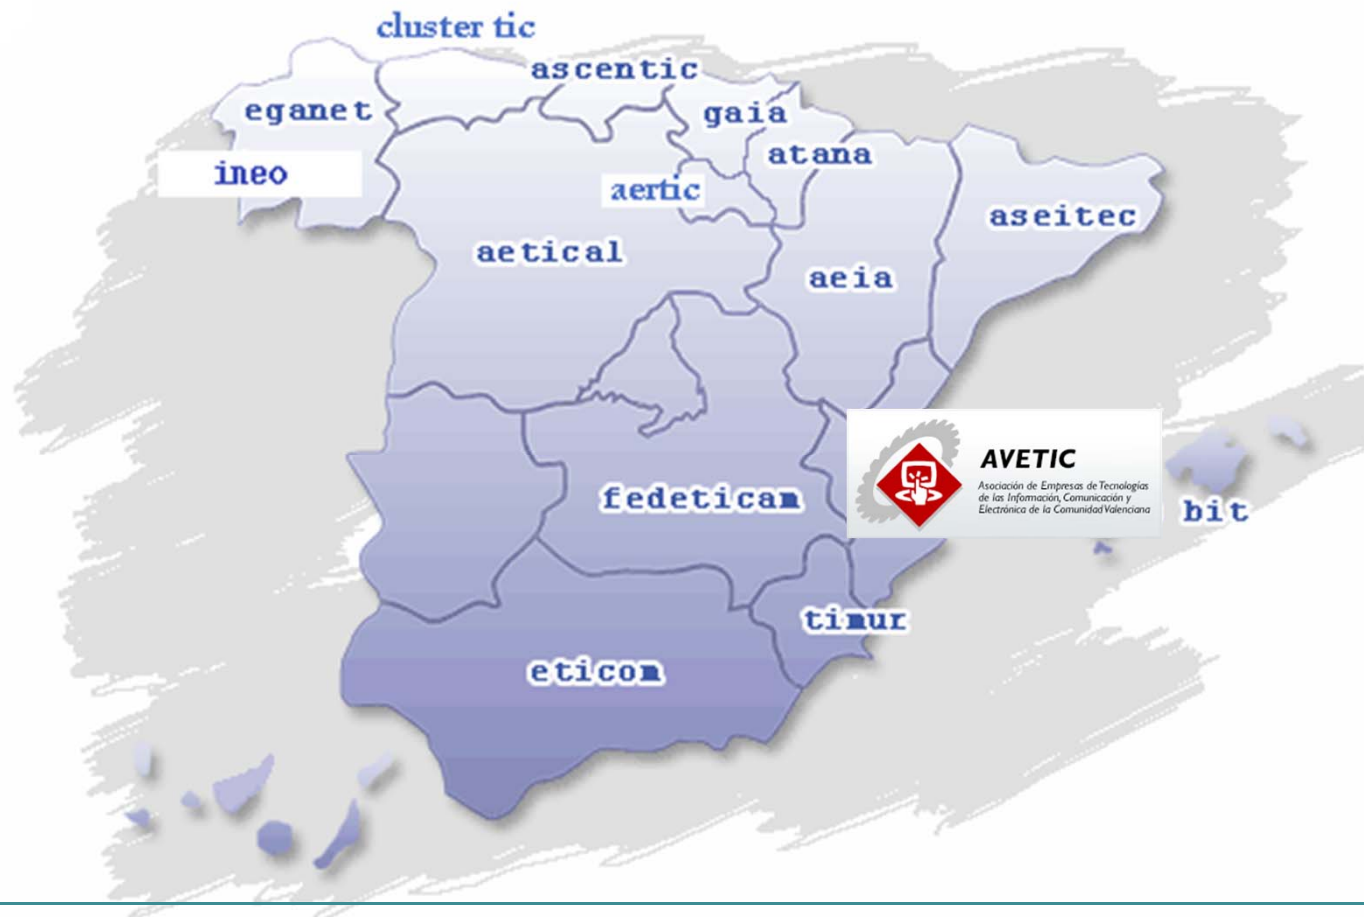 cluster tic
ascentic
eganet
gaia
atana
ineo
aertic
aseitec
aetical
aeia
AVETIC
Asociación de Empresas de Tecnologías
de las Información, Comunicación y
Electrónica de la Comunidad Valenciana
fedeticam
bit
timur
eticom